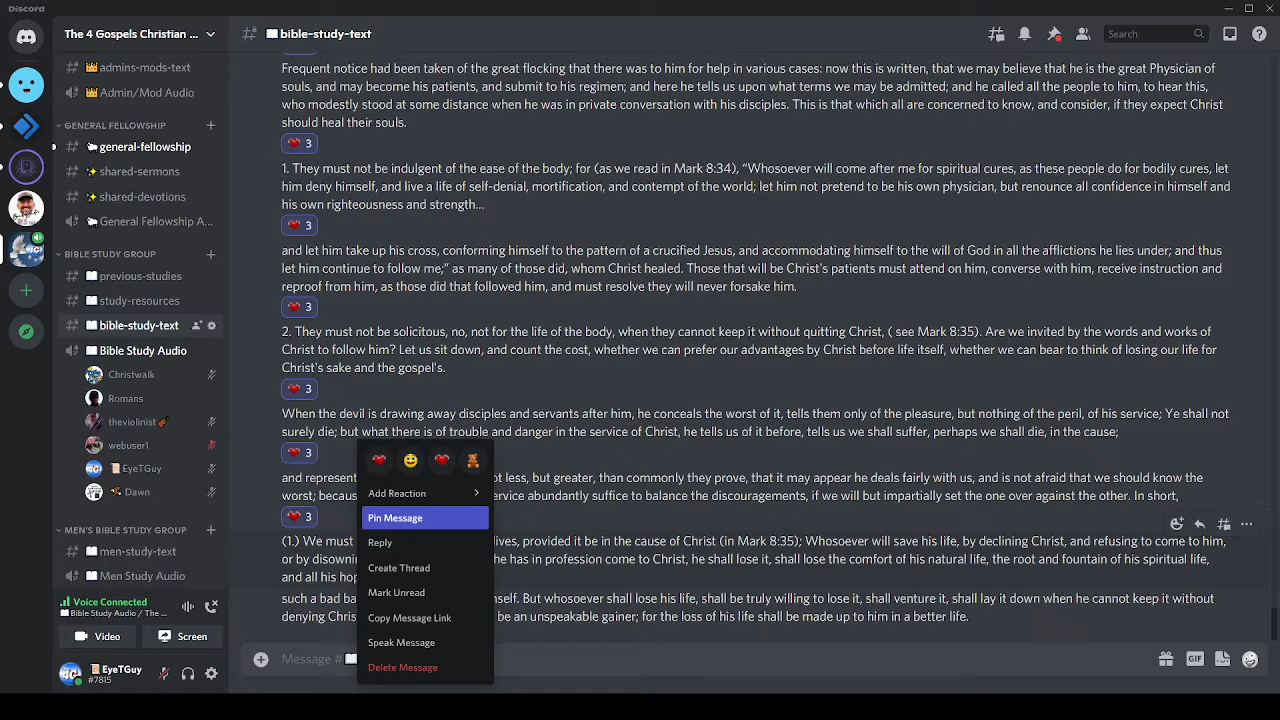 Discord
The 4 Gospels Christian ...
bible-study-text
Search
admins-mods-text
Admin/Mod Audio
GENERAL FELLOWSHIP
general-fellowship
shared-sermons
shared-devotions
General Fellowship A...
BIBLE STUDY GROUP
previous-studies
study-resources
bible-study-text
Bible Study Audio
Christwalk
Romans
theviolinist
webuser1
EyeTGuy
Dawn
MEN'S BIBLE STUDY GROUP
men-study-text
Men Study Audio
Voice Connected
Bible Study Audio / The ...
Video
Screen
EyeTGuy
#7815
Frequent notice had been taken of the great flocking that there was to him for help in various cases: now this is written, that we may believe that he is the great Physician of
souls, and may become his patients, and submit to his regimen; and here he tells us upon what terms we may be admitted; and he called all the people to him, to hear this,
who modestly stood at some distance when he was in private conversation with his disciples. This is that which all are concerned to know, and consider, if they expect Christ
should heal their souls.
3
1. They must not be indulgent of the ease of the body; for (as we read in Mark 8:34), “Whosoever will come after me for spiritual cures, as these people do for bodily cures, let
him deny himself, and live a life of self-denial, mortification, and contempt of the world; let him not pretend to be his own physician, but renounce all confidence in himself and
his own righteousness and strength...
3
and let him take up his cross, conforming himself to the pattern of a crucified Jesus, and accommodating himself to the will of God in all the afflictions he lies under; and thus
let him continue to follow me;” as many of those did, whom Christ healed. Those that will be Christ's patients must attend on him, converse with him, receive instruction and
reproof from him, as those did that followed him, and must resolve they will never forsake him.
3
2. They must not be solicitous, no, not for the life of the body, when they cannot keep it without quitting Christ, ( see Mark 8:35). Are we invited by the words and works of
Christ to follow him? Let us sit down, and count the cost, whether we can prefer our advantages by Christ before life itself, whether we can bear to think of losing our life for
Christ's sake and the gospel's.
3
When the devil is drawing away disciples and servants after him, he conceals the worst of it, tells them only of the pleasure, but nothing of the peril, of his service; Ye shall not
surely die; but what there is of trouble and danger in the service of Christ, he tells us of it before, tells us we shall suffer, perhaps we shall die, in the cause;
3
and represent
ot less, but greater, than commonly they prove, that it may appear he deals fairly with us, and is not afraid that we should know the
worst; becaus
ervice abundantly suffice to balance the discouragements, if we will but impartially set the one over against the other. In short,
3
(1.) We must
lives, provided it be in the cause of Christ (in Mark 8:35); Whosoever will save his life, by declining Christ, and refusing to come to him,
or by disownin
he has in profession come to Christ, he shall lose it, shall lose the comfort of his natural life, the root and fountain of his spiritual life,
and all his hop
such a bad ba
mself. But whosoever shall lose his life, shall be truly willing to lose it, shall venture it, shall lay it down when he cannot keep it without
denying Chris
be an unspeakable gainer; for the loss of his life shall be made up to him in a better life.
Add Reaction
Pin Message
Reply
Create Thread
Mark Unread
Copy Message Link
Speak Message
Delete Message
Message #
GIF